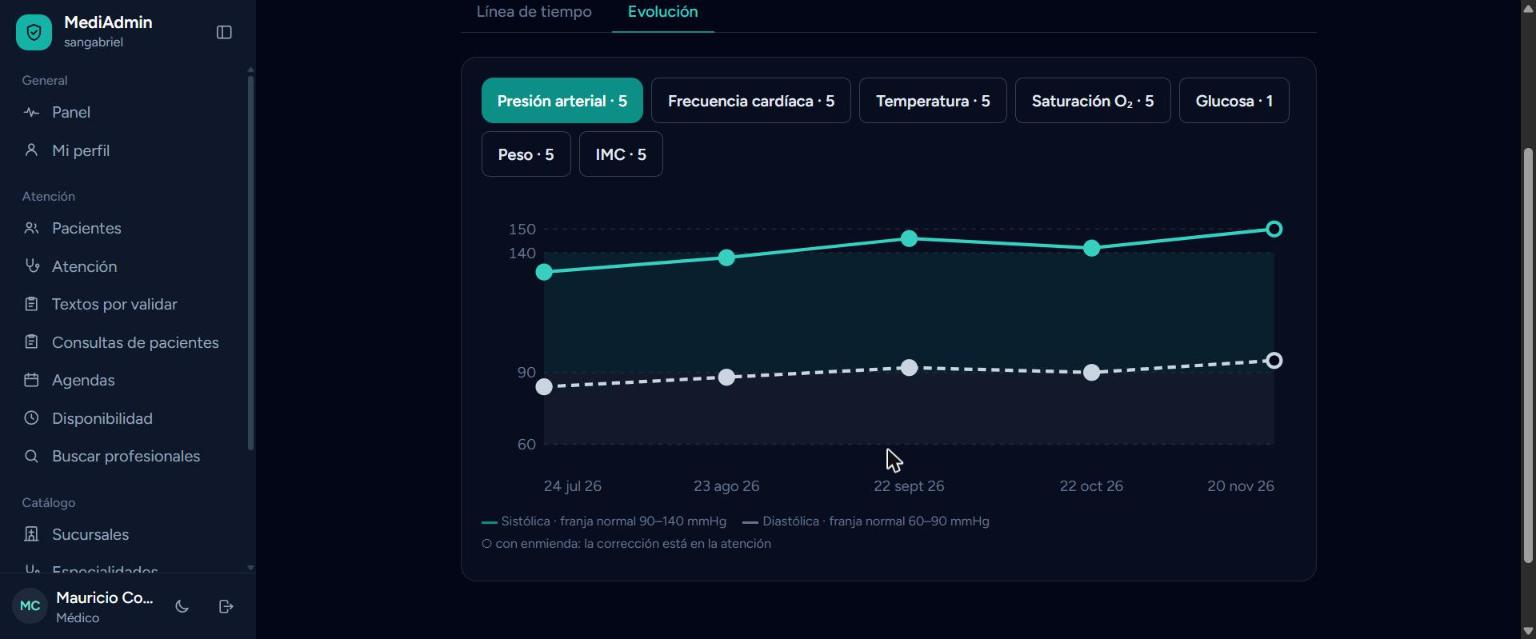 MediAdmin
sangabriel
General
Panel
Mi perfil
Atención
Pacientes
Atención
Textos por validar
Consultas de pacientes
Agendas
Disponibilidad
Buscar profesionales
Catálogo
Sucursales
Especialidades
MC
Mauricio Co...
Médico
Línea de tiempo Evolución
Presión arterial · 5 Frecuencia cardíaca · 5 Temperatura · 5 Saturación O₂ · 5 Glucosa · 1
Peso · 5 IMC · 5
150
140
90
60
24 jul 26 23 ago 26 22 sept 26 22 oct 26 20 nov 26
Sistólica · franja normal 90–140 mmHg Diastólica · franja normal 60–90 mmHg
con enmienda: la corrección está en la atención